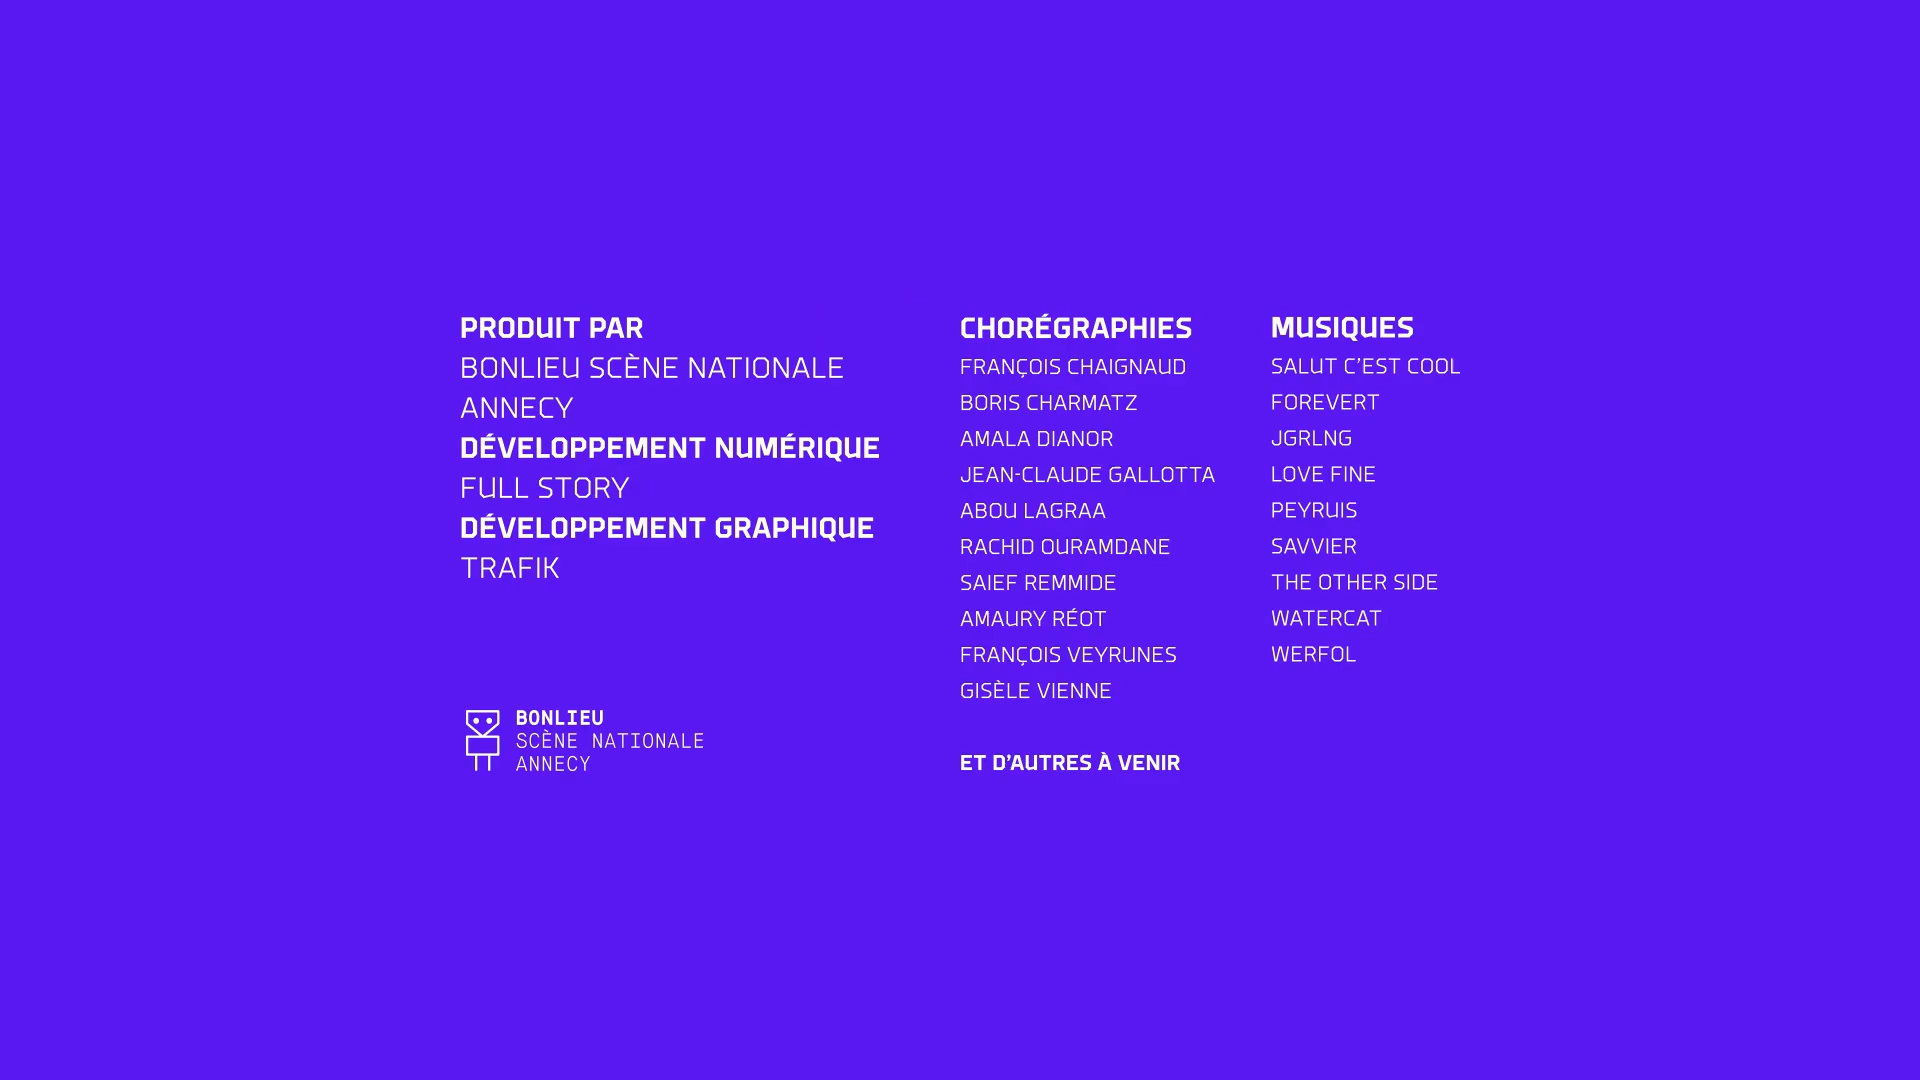 PRODUIT PAR
BONLIEU SCÈNE NATIONALE
ANNECY
DÉVELOPPEMENT NUMÉRIQUE
FULL STORY
DÉVELOPPEMENT GRAPHIQUE
TRAFIK
BONLIEU
SCÈNE NATIONALE
ANNECY
CHORÉGRAPHIES
FRANÇOIS CHAIGNAUD
BORIS CHARMATZ
AMALA DIANOR
JEAN-CLAUDE GALLOTTA
ABOU LAGRAA
RACHID OURAMDANE
SAIEF REMMIDE
AMAURY RÉOT
FRANÇOIS VEYRUNES
GISÈLE VIENNE
ET D’AUTRES À VENIR
MUSIQUES
SALUT C’EST COOL
FOREVERT
JGRLNG
LOVE FINE
PEYRUIS
SAVVIER
THE OTHER SIDE
WATERCAT
WERFOL